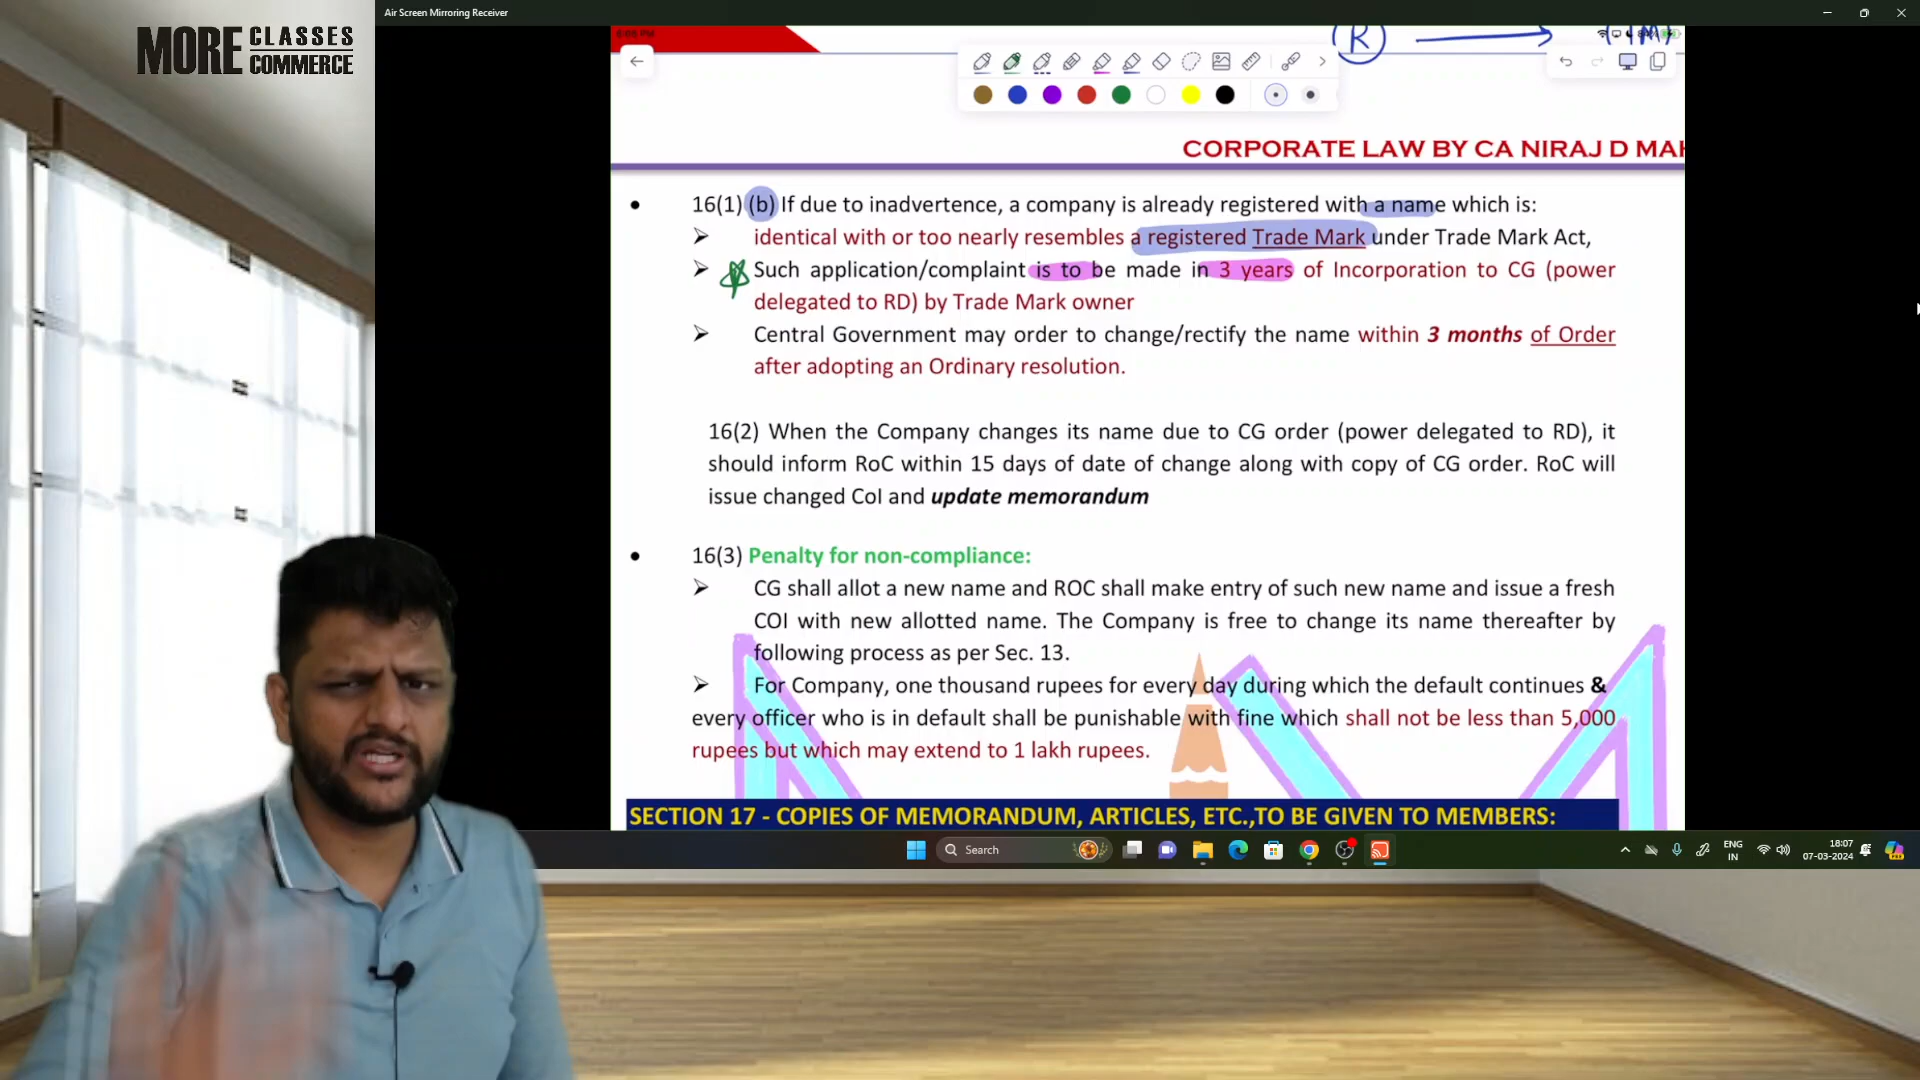 MORE CLASSES COMMERCE
Air Screen Mirroring Receiver
R
CORPORATE LAW BY CA NIRAJ D
16(1) (b) If due to inadvertence, a company is already registered with a name which is:
identical with or too nearly resembles a registered Trade Mark under Trade Mark Act,
Such application/complaint is to be made in 3 years of Incorporation to CG (power
delegated to RD) by Trade Mark owner
Central Government may order to change/rectify the name within 3 months of Order
after adopting an Ordinary resolution.
16(2) When the Company changes its name due to CG order (power delegated to RD), it
should inform RoC within 15 days of date of change along with copy of CG order. RoC will
issue changed CoI and update memorandum
16(3) Penalty for non-compliance:
CG shall allot a new name and ROC shall make entry of such new name and issue a fresh
COI with new allotted name. The Company is free to change its name thereafter by
following process as per Sec. 13.
For Company, one thousand rupees for every day during which the default continues &
every officer who is in default shall be punishable with fine which shall not be less than 5,000
rupees but which may extend to 1 lakh rupees.
SECTION 17 - COPIES OF MEMORANDUM, ARTICLES, ETC.,TO BE GIVEN TO MEMBERS:
Search
ENG
IN
18:07
07-03-2024